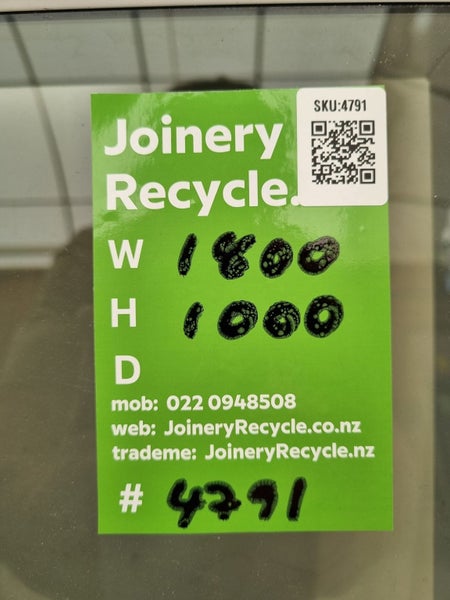 SKU:4791
Joinery
Recycle.
W 1800
H 1000
D
mob: 022 0948508
web: JoineryRecycle.co.nz
trademe: JoineryRecycle.nz
# 4791